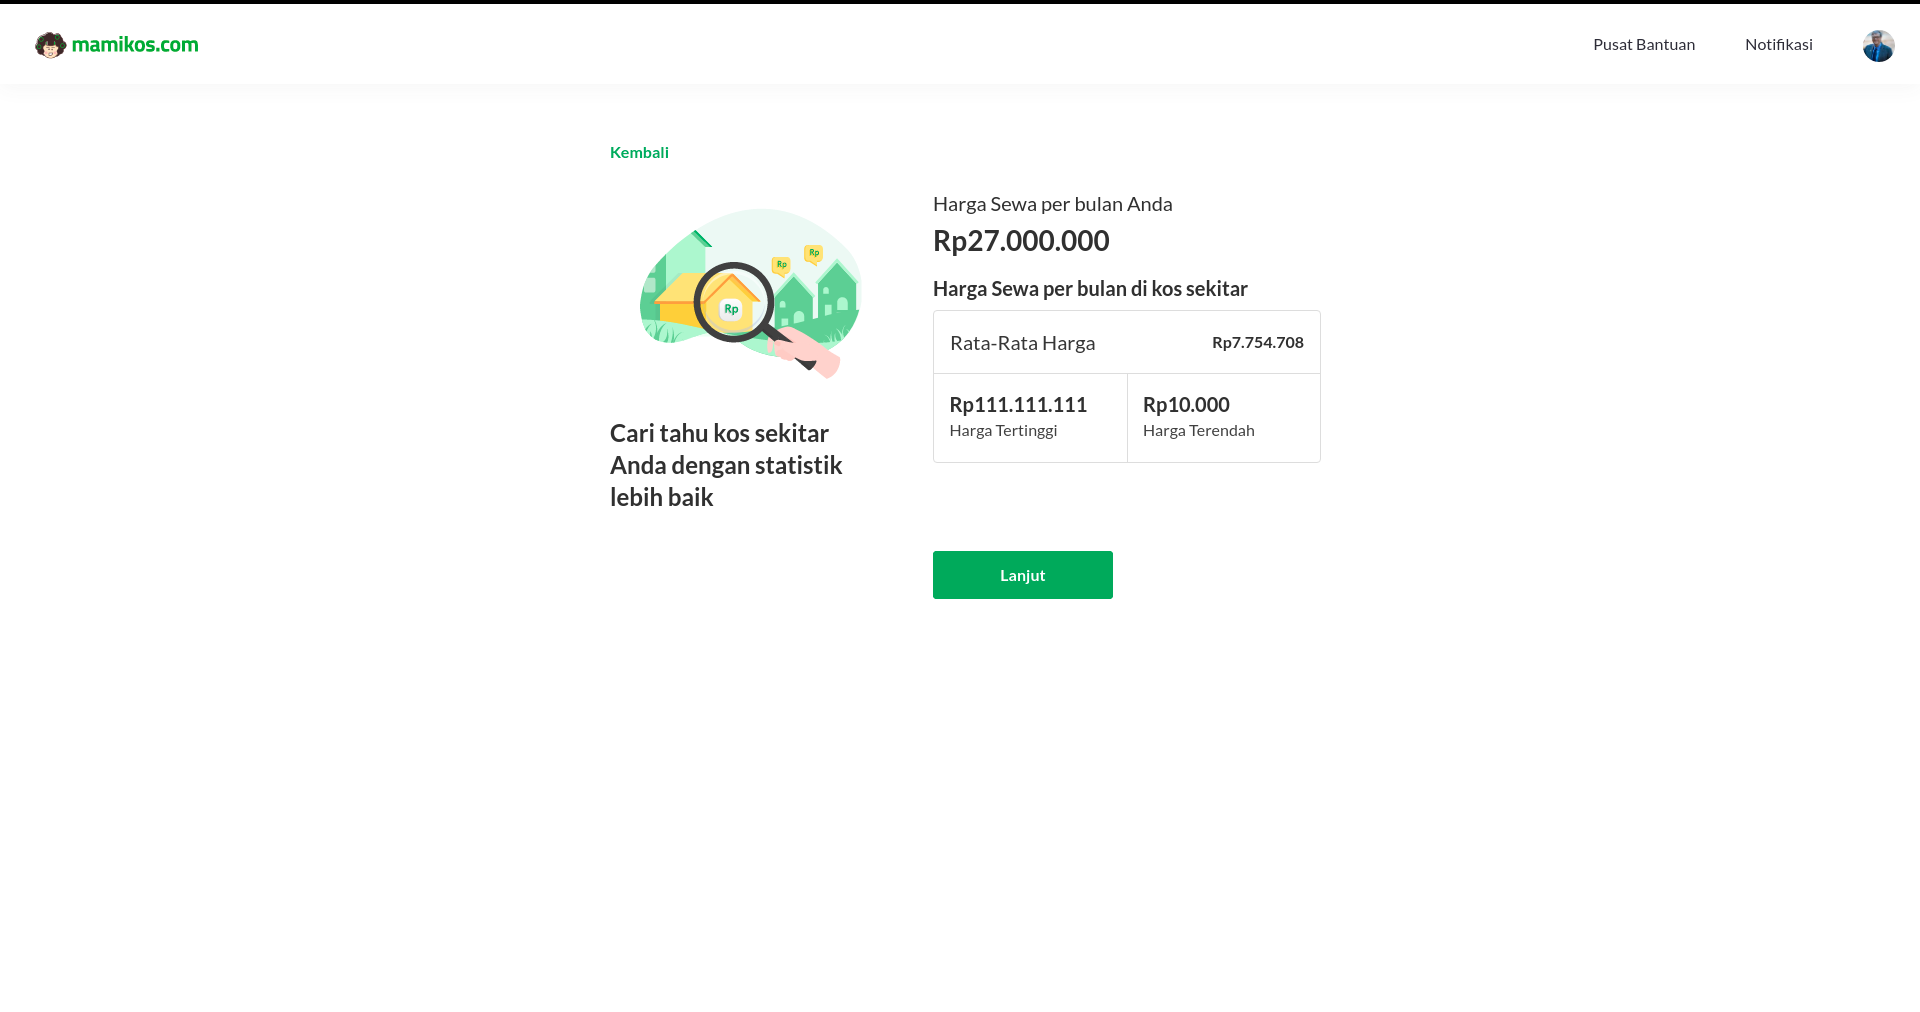 mamikos.com
Pusat Bantuan
Notifikasi
Kembali
Rp
Rp
Rp
Cari tahu kos sekitar
Anda dengan statistik
lebih baik
Harga Sewa per bulan Anda
Rp27.000.000
Harga Sewa per bulan di kos sekitar
Rata-Rata Harga
Rp7.754.708
Rp111.111.111
Harga Tertinggi
Rp10.000
Harga Terendah
Lanjut